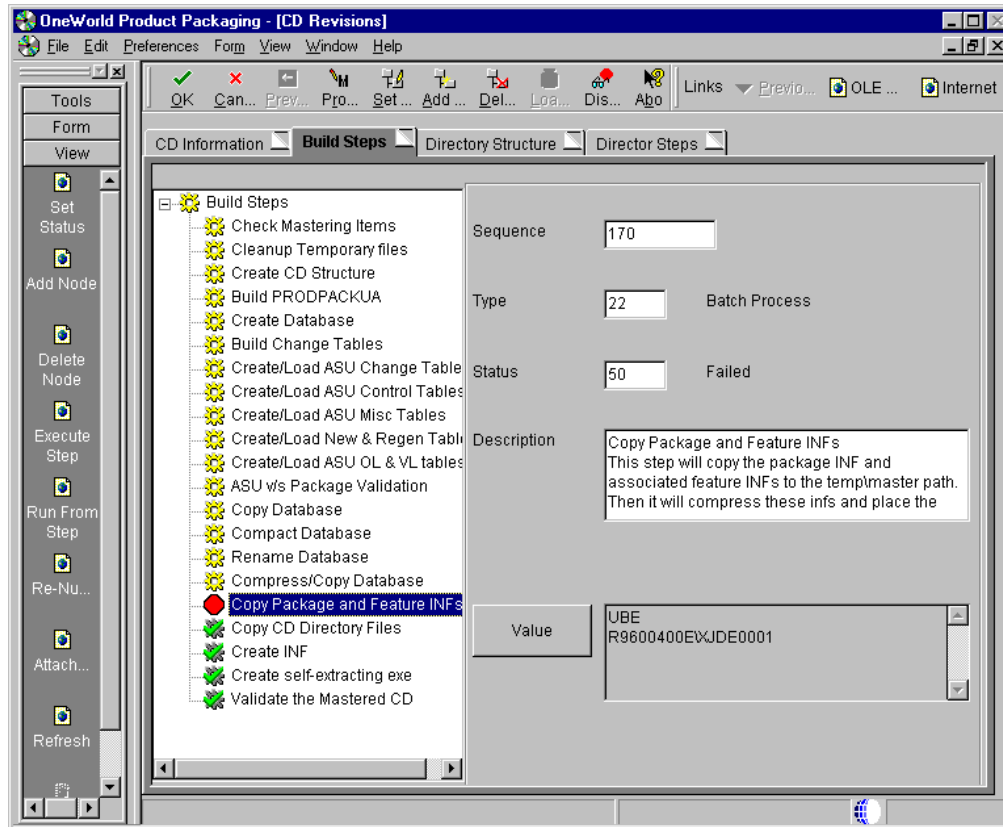 OneWorld Product Packaging - [CD Revisions]
File Edit Preferences Form View Window Help
OK Can... Prev... Pro... Set ... Add ... Del... Loa... Dis... Abo Links Previo... OLE ... Internet
Tools
Form
View
Set
Status
Add Node
Delete
Node
Execute
Step
Run From
Step
Re-Nu...
Attach...
Refresh
CD Information Build Steps Directory Structure Director Steps
Build Steps
Check Mastering Items
Cleanup Temporary files
Create CD Structure
Build PRODPACKUA
Create Database
Build Change Tables
Create/Load ASU Change Table
Create/Load ASU Control Tables
Create/Load ASU Misc Tables
Create/Load New & Regen Tabl
Create/Load ASU OL & VL tables
ASU v/s Package Validation
Copy Database
Compact Database
Rename Database
Compress/Copy Database
Copy Package and Feature INFs
Copy CD Directory Files
Create INF
Create self-extracting exe
Validate the Mastered CD
Sequence 170
Type 22 Batch Process
Status 50 Failed
Description Copy Package and Feature INFs
This step will copy the package INF and
associated feature INFs to the temp\master path.
Then it will compress these infs and place the
Value UBE
R9600400E\XJDE0001